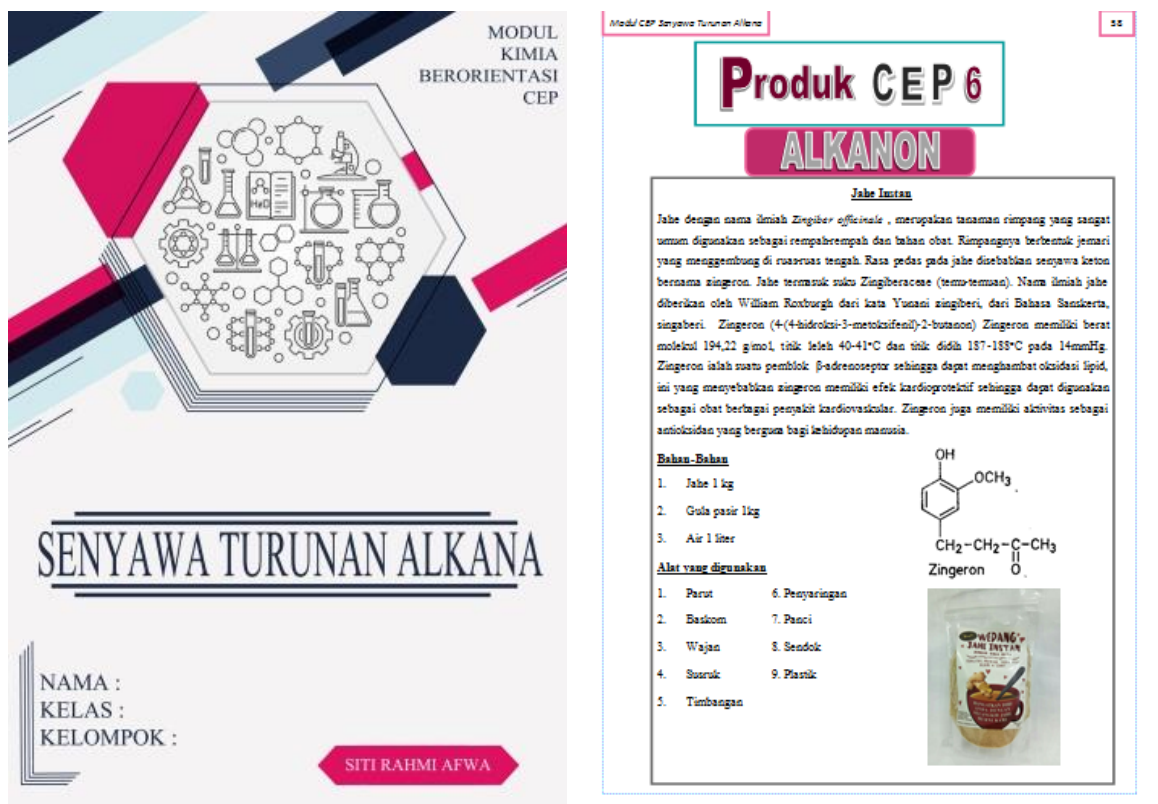 MODUL
KIMIA
BERORIENTASI
CEP
SENYAWA TURUNAN ALKANA
NAMA :
KELAS :
KELOMPOK :
SITI RAHMI AFWA
Modul CEP Senyawa Turunan Alkana
58
Produk CEP 6
ALKANON
Jahe Instan
Jahe dengan nama ilmiah Zingiber officinale , merupakan tanaman rimpang yang sangat
umum digunakan sebagai rempah-rempah dan bahan obat. Rimpangnya berbentuk jemari
yang menggembung di ruas-ruas tengah. Rasa pedas pada jahe disebabkan senyawa keton
bernama zingeron. Jahe termasuk suku Zingiberaceae (temu-temuan). Nama ilmiah jahe
diberikan oleh William Roxburgh dari kata Yunani zingiberi, dari Bahasa Sanskerta,
singaberi. Zingeron (4-(4-hidroksi-3-metoksifenil)-2-butanon) Zingeron memiliki berat
molekul 194,22 g/mol, titik leleh 40-41°C dan titik didih 187-188°C pada 14mmHg.
Zingeron ialah suatu pemblok β-adrenoseptor sehingga dapat menghambat oksidasi lipid,
ini yang menyebabkan zingeron memiliki efek kardioprotektif sehingga dapat digunakan
sebagai obat berbagai penyakit kardiovaskular. Zingeron juga memiliki aktivitas sebagai
antioksidan yang berguna bagi kehidupan manusia.
Bahan-Bahan
1. Jahe 1 kg
2. Gula pasir 1kg
3. Air 1 liter
OH
OCH₃
CH₂-CH₂-C-CH₃
O
Zingeron
Alat yang digunakan
1. Parut 6. Penyaringan
2. Baskom 7. Panci
3. Wajan 8. Sendok
4. Susruk 9. Plastik
5. Timbangan
WEDANG
JAHE INSTAN